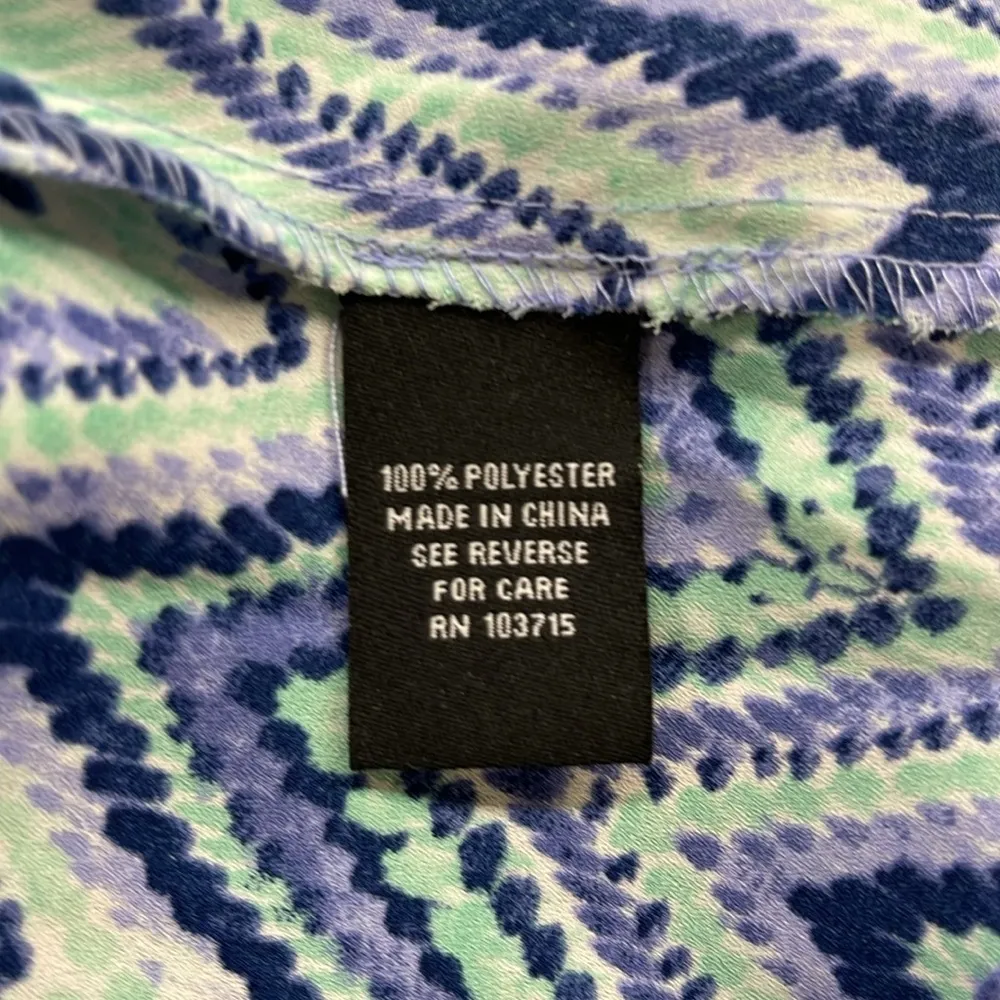 100% POLYESTER
MADE IN CHINA
SEE REVERSE
FOR CARE
RN 103715